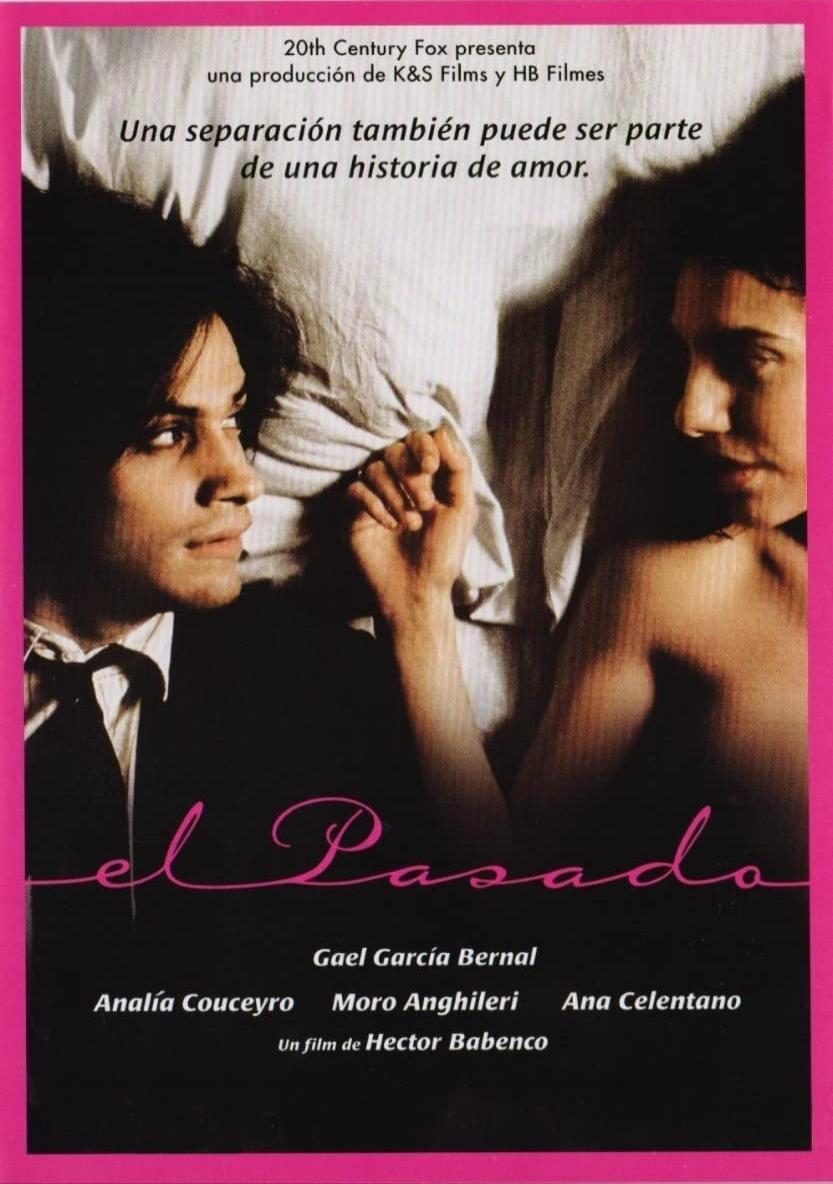 20th Century Fox presenta
una producción de K&S Films y HB Filmes
Una separación también puede ser parte
de una historia de amor.
el Pasado
Gael García Bernal
Analía Couceyro Moro Anghileri Ana Celentano
Un film de Hector Babenco